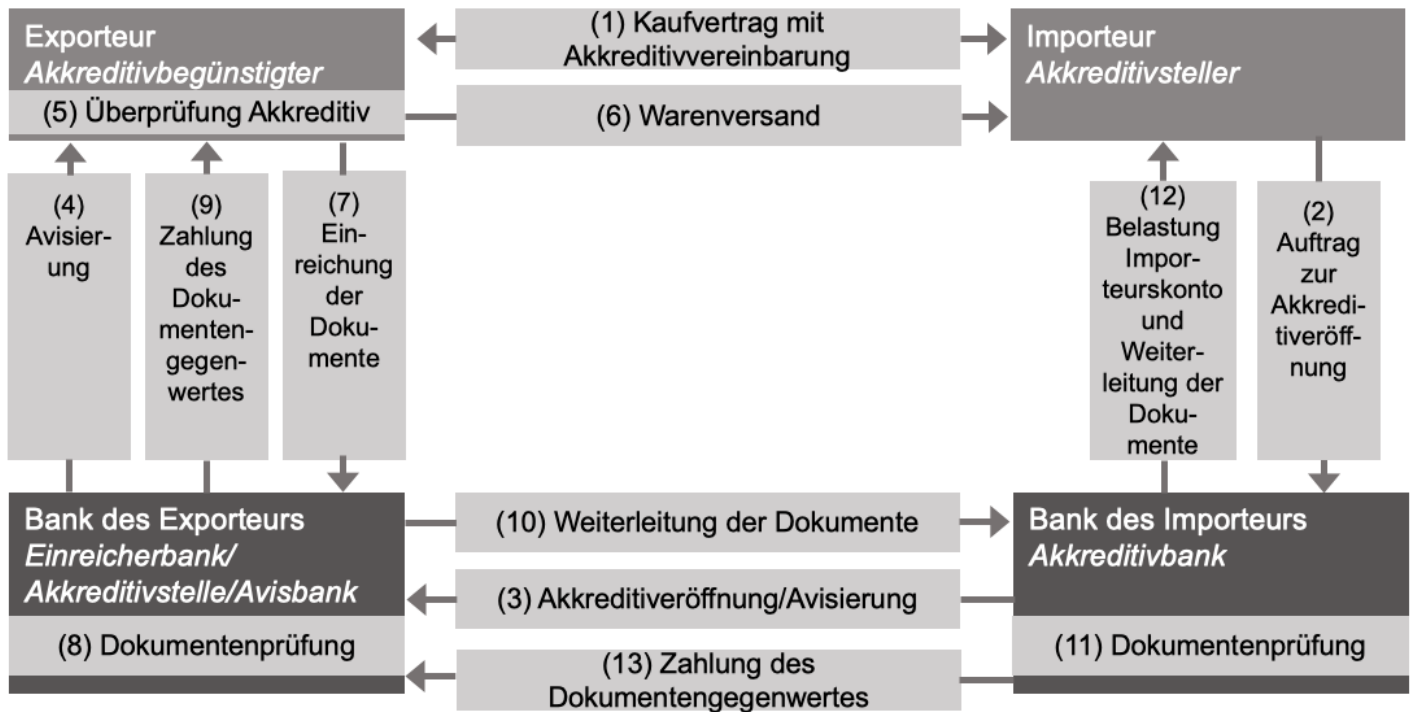 Exporteur
Akkreditivbegünstigter
(5) Überprüfung Akkreditiv
(1) Kaufvertrag mit
Akkreditivvereinbarung
(6) Warenversand
Importeur
Akkreditivsteller
(4)
Avisier-
ung
(9)
Zahlung
des
Doku-
menten-
gegen-
wertes
(7)
Ein-
reichung
der
Doku-
mente
(12)
Belastung
Impor-
teurskonto
und
Weiter-
leitung der
Doku-
mente
(2)
Auftrag
zur
Akkredi-
tiveröff-
nung
Bank des Exporteurs
Einreicherbank/
Akkreditivstelle/Avisbank
(8) Dokumentenprüfung
(10) Weiterleitung der Dokumente
(3) Akkreditiveröffnung/Avisierung
(13) Zahlung des
Dokumentengegenwertes
Bank des Importeurs
Akkreditivbank
(11) Dokumentenprüfung